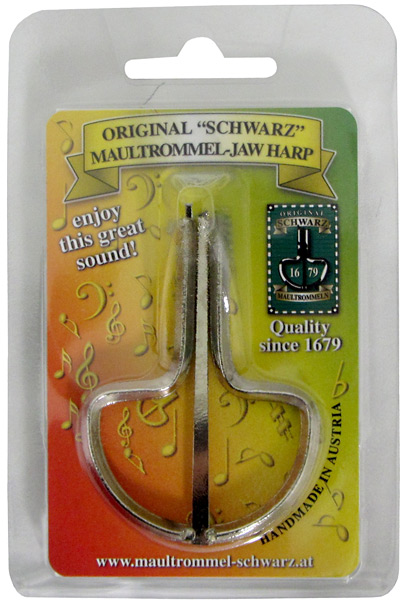 ORIGINAL “SCHWARZ”
MAULTROMMEL-JAW HARP
enjoy
this great
sound!
ORIGINAL
SCHWARZ
16 79
MAULTROMMELN
Quality
since 1679
HANDMADE IN AUSTRIA
www.maultrommel-schwarz.at